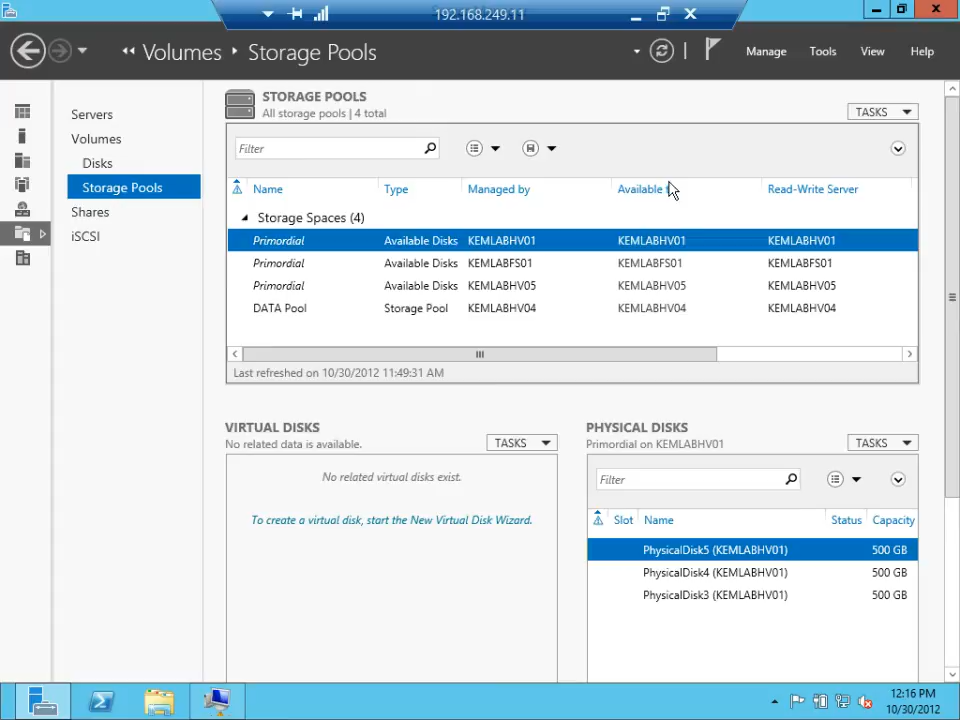 192.168.249.11
Volumes Storage Pools
Manage Tools View Help
Servers
Volumes
Disks
Storage Pools
Shares
iSCSI
STORAGE POOLS
All storage pools | 4 total
TASKS
Filter
Name Type Managed by Available Read-Write Server
Storage Spaces (4)
Primordial Available Disks KEMLABHV01 KEMLABHV01 KEMLABHV01
Primordial Available Disks KEMLABFS01 KEMLABFS01 KEMLABFS01
Primordial Available Disks KEMLABHV05 KEMLABHV05 KEMLABHV05
DATA Pool Storage Pool KEMLABHV04 KEMLABHV04 KEMLABHV04
Last refreshed on 10/30/2012 11:49:31 AM
VIRTUAL DISKS
No related data is available.
TASKS
No related virtual disks exist.
To create a virtual disk, start the New Virtual Disk Wizard.
PHYSICAL DISKS
Primordial on KEMLABHV01
TASKS
Filter
Slot Name Status Capacity
PhysicalDisk5 (KEMLABHV01) 500 GB
PhysicalDisk4 (KEMLABHV01) 500 GB
PhysicalDisk3 (KEMLABHV01) 500 GB
12:16 PM
10/30/2012